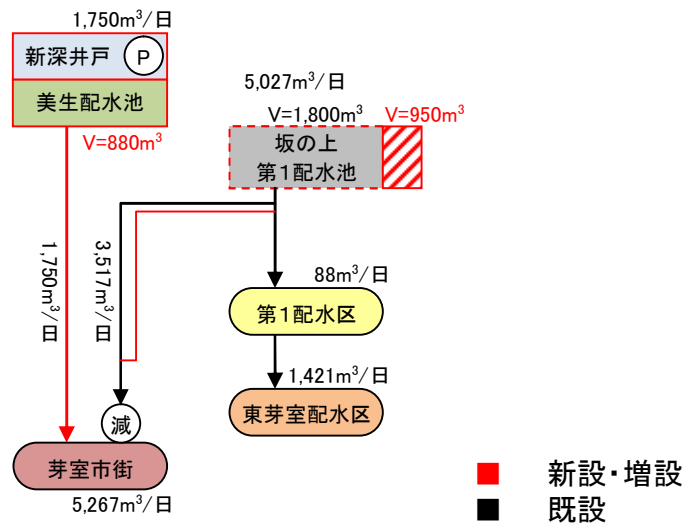 1,750m³/日
新深井戸 P
美生配水池
V=880m³
5,027m³/日
V=1,800m³ V=950m³
坂の上
第1配水池
1,750m³/日
3,517m³/日
88m³/日
第1配水区
1,421m³/日
東芽室配水区
減
芽室市街
5,267m³/日
新設・増設
既設